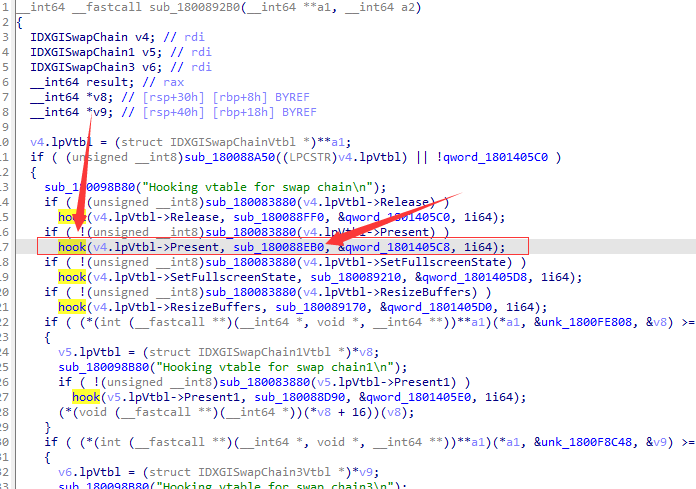 1 __int64 __fastcall sub_1800892B0(__int64 **a1, __int64 a2)
2 {
3 IDXGISwapChain v4; // rdi
4 IDXGISwapChain1 v5; // rdi
5 IDXGISwapChain3 v6; // rdi
6 __int64 result; // rax
7 __int64 *v8; // [rsp+30h] [rbp+8h] BYREF
8 __int64 *v9; // [rsp+40h] [rbp+18h] BYREF
9
10 v4.lpVtbl = (struct IDXGISwapChainVtbl *)**a1;
11 if ( (unsigned __int8)sub_180088A50((LPCSTR)v4.lpVtbl) || !qword_1801405C0 )
12 {
13 sub_180098B80("Hooking vtable for swap chain\n");
14 if ( !(unsigned __int8)sub_180083880(v4.lpVtbl->Release) )
15 hook(v4.lpVtbl->Release, sub_180088FF0, &qword_1801405C0, 1i64);
16 if ( !(unsigned __int8)sub_180083880(v4.lpVtbl->Present) )
17 hook(v4.lpVtbl->Present, sub_180088EB0, &qword_1801405C8, 1i64);
18 if ( !(unsigned __int8)sub_180083880(v4.lpVtbl->SetFullscreenState) )
19 hook(v4.lpVtbl->SetFullscreenState, sub_180089210, &qword_1801405D8, 1i64);
20 if ( !(unsigned __int8)sub_180083880(v4.lpVtbl->ResizeBuffers) )
21 hook(v4.lpVtbl->ResizeBuffers, sub_180089170, &qword_1801405D0, 1i64);
22 if ( (*(int (__fastcall **)(__int64 *, void *, __int64 **))**a1)(*a1, &unk_1800FE808, &v8) >=
23 {
24 v5.lpVtbl = (struct IDXGISwapChain1Vtbl *)*v8;
25 sub_180098B80("Hooking vtable for swap chain1\n");
26 if ( !(unsigned __int8)sub_180083880(v5.lpVtbl->Present1) )
27 hook(v5.lpVtbl->Present1, sub_180088D90, &qword_1801405E0, 1i64);
28 (*(void (__fastcall **)(__int64 *))(*v8 + 16))(v8);
29 }
30 if ( (*(int (__fastcall **)(__int64 *, void *, __int64 **))**a1)(*a1, &unk_1800F8C48, &v9) >=
31 {
32 v6.lpVtbl = (struct IDXGISwapChain3Vtbl *)*v9;
33 sub_180098B80("Hooking vtable for swap chain3\n");